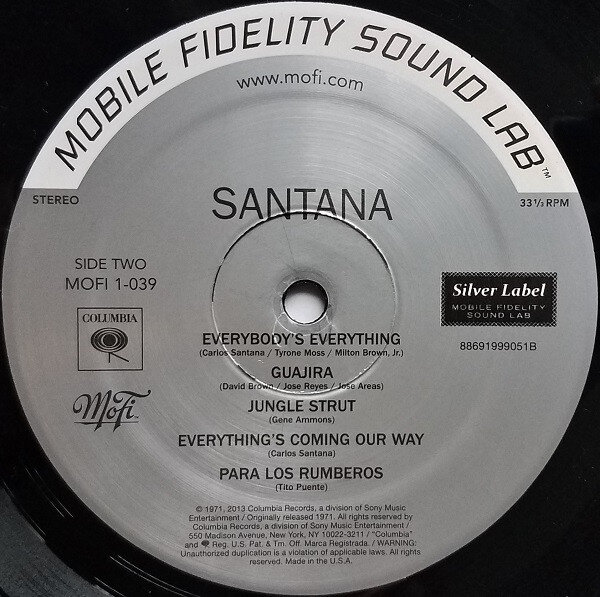 MOBILE FIDELITY SOUND LAB™
www.mofi.com
STEREO
33 1/3 RPM
SANTANA
SIDE TWO
MOFI 1-039
COLUMBIA
MoFi
Silver Label
MOBILE FIDELITY
SOUND LAB
88691999051B
EVERYBODY'S EVERYTHING
(Carlos Santana / Tyrone Moss / Milton Brown, Jr.)
GUAJIRA
(David Brown / Jose Reyes / Jose Areas)
JUNGLE STRUT
(Gene Ammons)
EVERYTHING'S COMING OUR WAY
(Carlos Santana)
PARA LOS RUMBEROS
(Tito Puente)
© 1971, 2013 Columbia Records, a division of Sony Music
Entertainment / Originally released 1971. All rights reserved by
Columbia Records, a division of Sony Music Entertainment /
550 Madison Avenue, New York, NY 10022-3211 / "Columbia"
and Reg. U.S. Pat. & Tm. Off. Marca Registrada. / WARNING:
Unauthorized duplication is a violation of applicable laws. All rights
reserved. Made in the U.S.A.